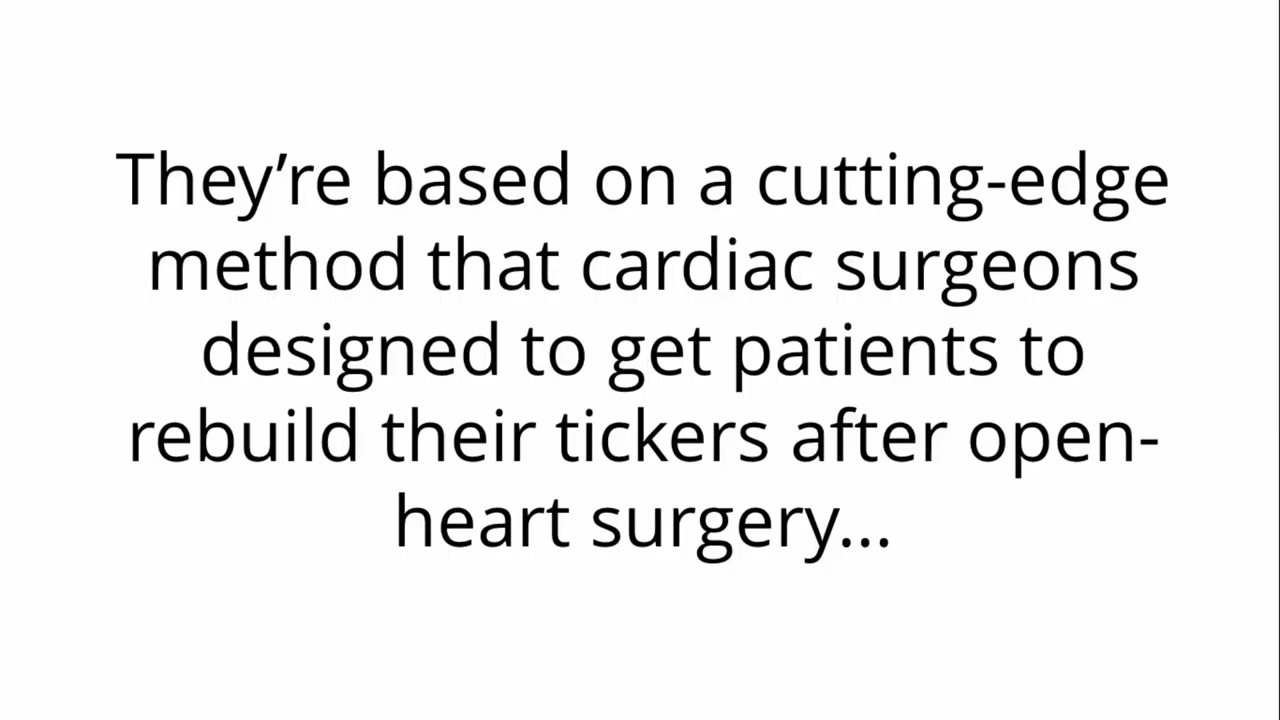 They’re based on a cutting-edge
method that cardiac surgeons
designed to get patients to
rebuild their tickers after open-
heart surgery...